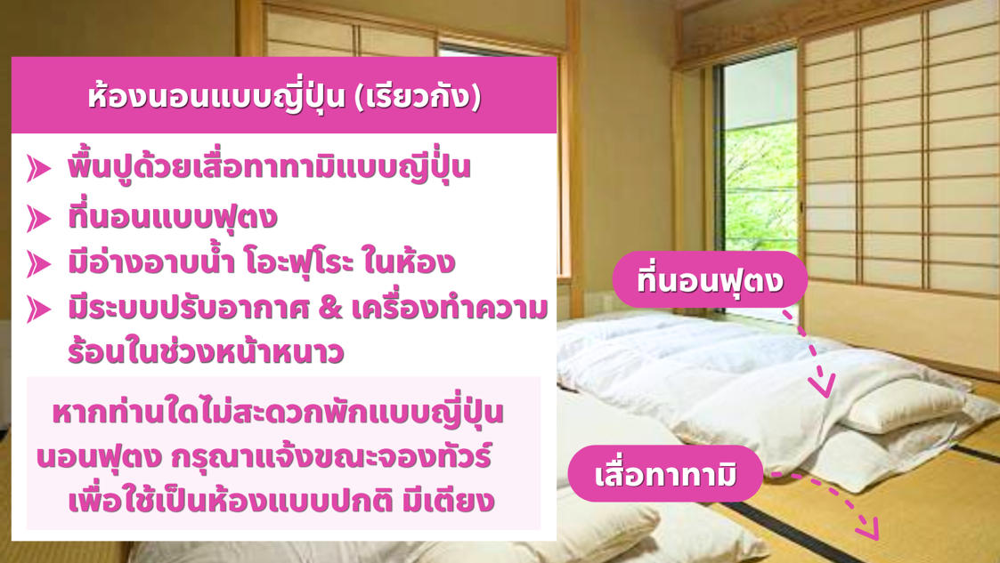 ห้องนอนแบบญี่ปุ่น (เรียวกัง)
พื้นปูด้วยเสื่อทาทามิแบบญี่ปุ่น
ที่นอนแบบฟุตง
มีอ่างอาบน้ำ โอะฟุโระ ในห้อง
มีระบบปรับอากาศ & เครื่องทำความ
ร้อนในช่วงหน้าหนาว
หากท่านใดไม่สะดวกพักแบบญี่ปุ่น
นอนฟุตง กรุณาแจ้งขณะจองทัวร์
เพื่อใช้เป็นห้องแบบปกติ มีเตียง
ที่นอนฟุตง
เสื่อทาทามิ